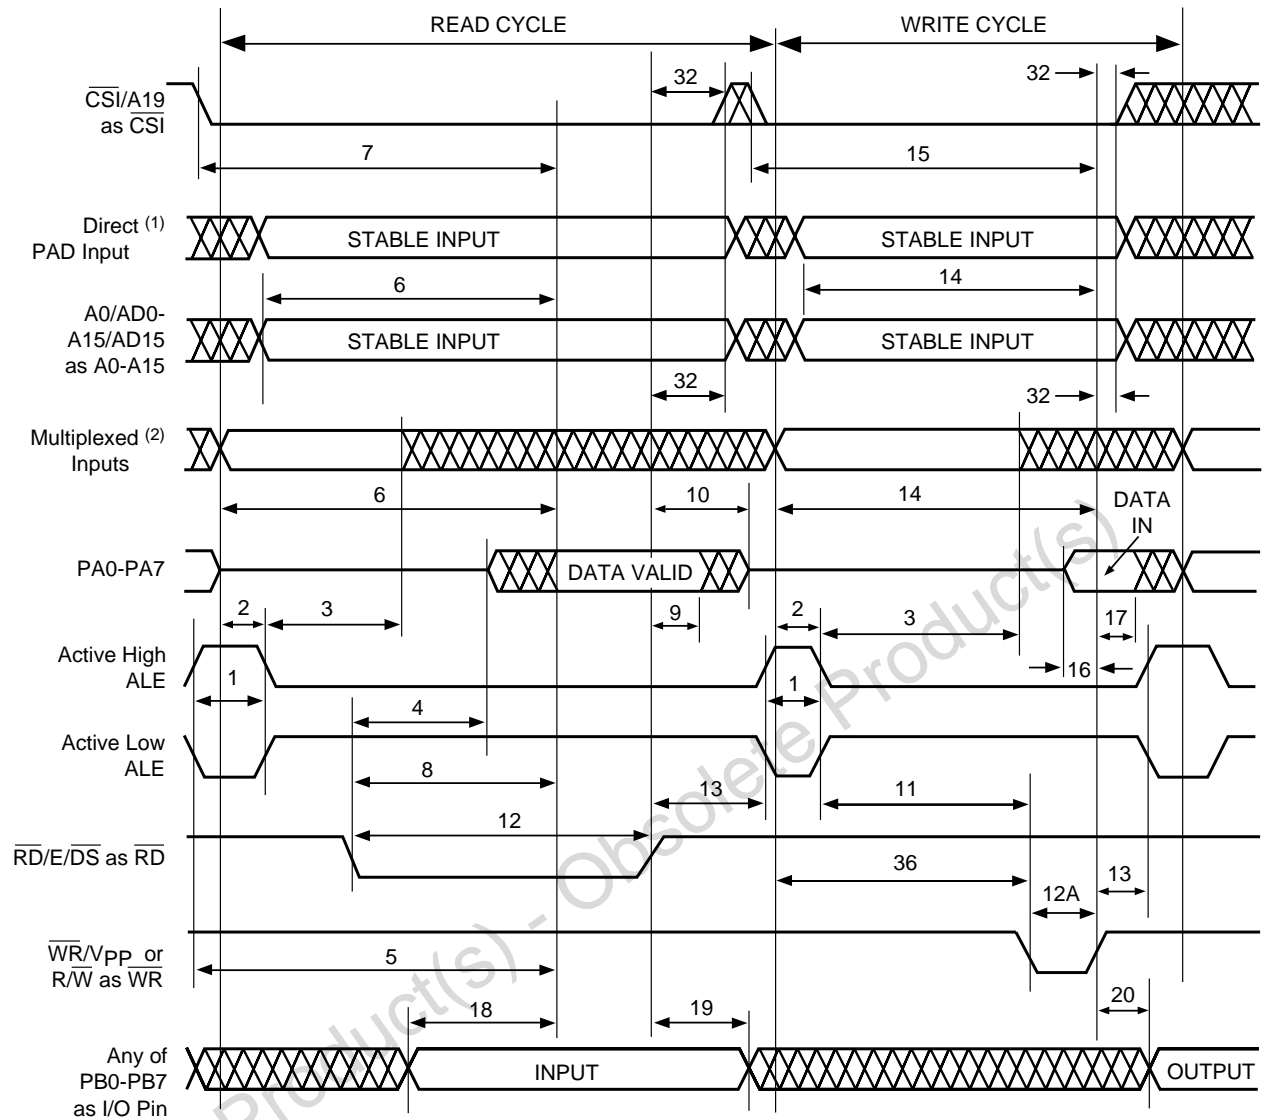 READ CYCLE
WRITE CYCLE
32
32
CSI/A19
as CSI
7
15
Direct (1)
PAD Input
STABLE INPUT
STABLE INPUT
6
14
A0/AD0-
A15/AD15
as A0-A15
STABLE INPUT
STABLE INPUT
32
32
Multiplexed (2)
Inputs
6
10
14
DATA
IN
PA0-PA7
DATA VALID
2
3
9
2
3
17
Active High
ALE
1
1
16
4
Active Low
ALE
8
13
11
12
RD/E/DS as RD
36
12A
13
WR/VPP or
R/W as WR
5
18
19
20
Any of
PB0-PB7
as I/O Pin
INPUT
OUTPUT
Product(s) - Obsolete Product(s)